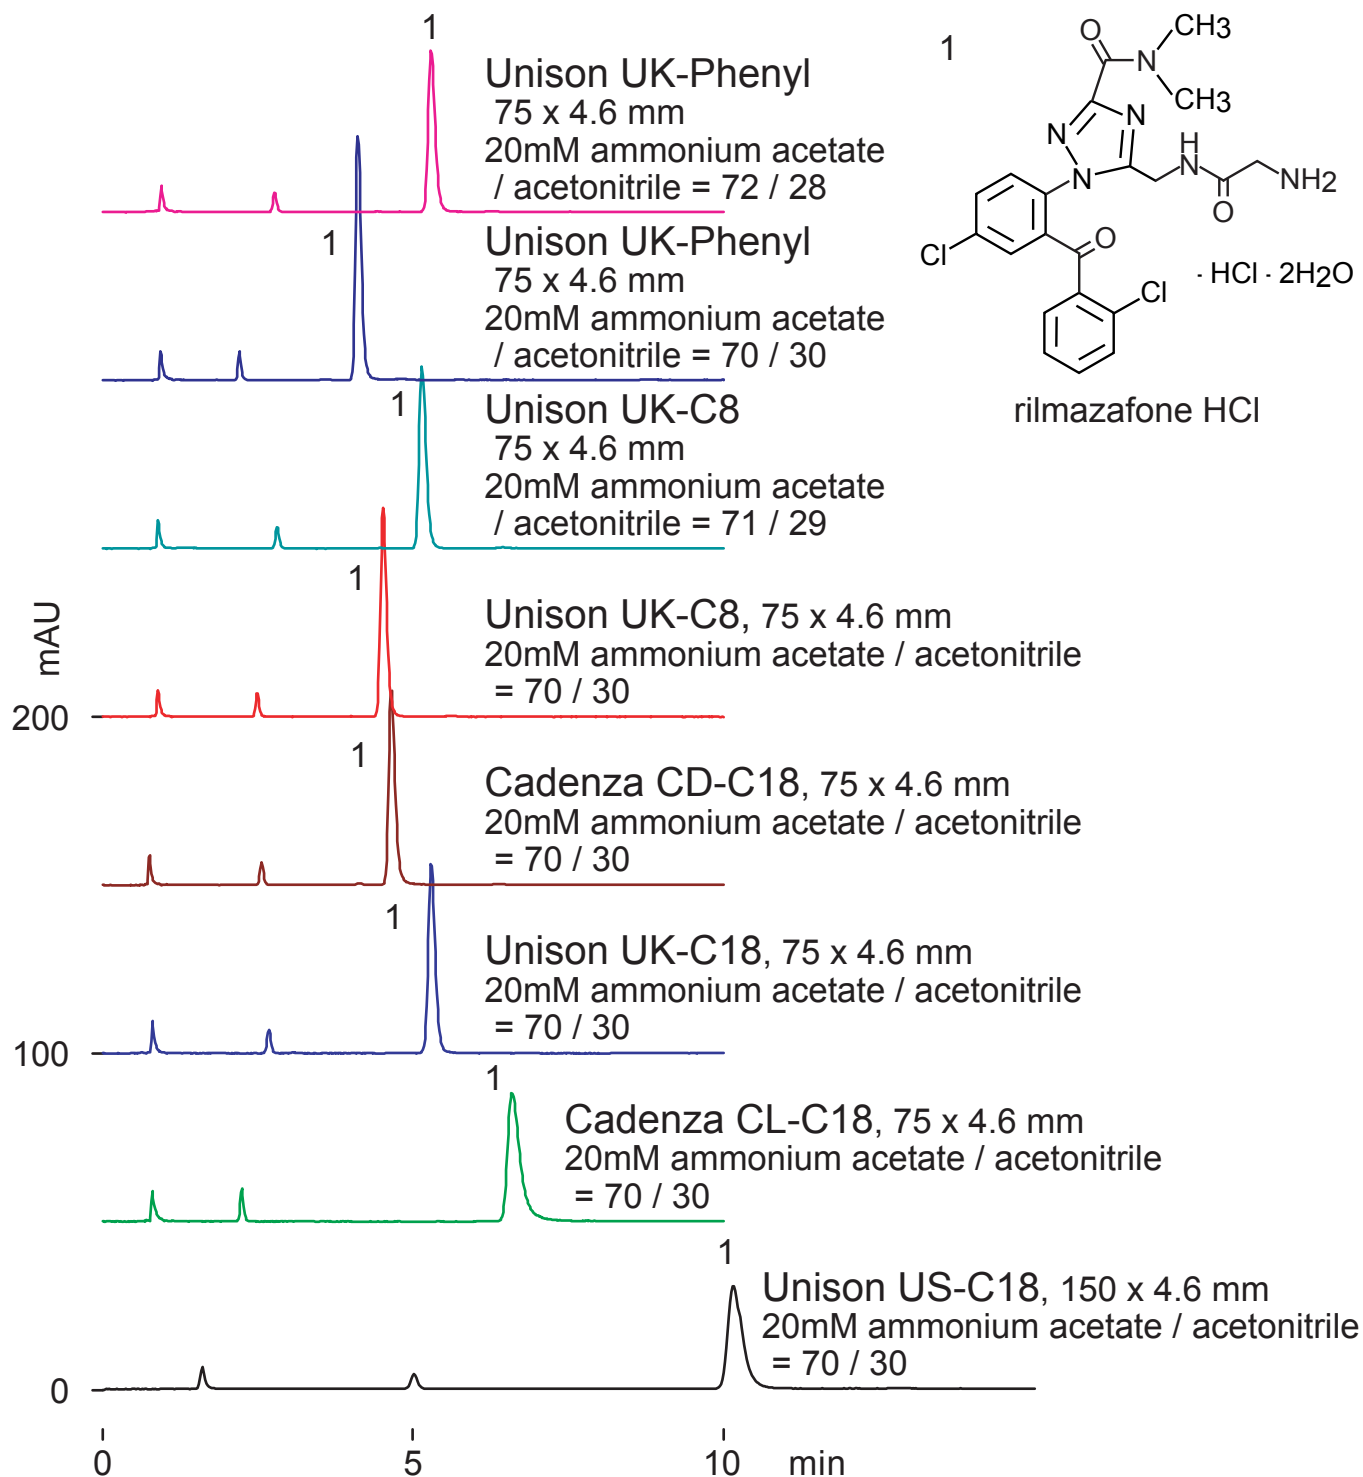 1
Unison UK-Phenyl
75 x 4.6 mm
20mM ammonium acetate
/ acetonitrile = 72 / 28
1
Unison UK-Phenyl
75 x 4.6 mm
20mM ammonium acetate
/ acetonitrile = 70 / 30
1
Unison UK-C8
75 x 4.6 mm
20mM ammonium acetate
/ acetonitrile = 71 / 29
1
Unison UK-C8, 75 x 4.6 mm
20mM ammonium acetate / acetonitrile
= 70 / 30
1
Cadenza CD-C18, 75 x 4.6 mm
20mM ammonium acetate / acetonitrile
= 70 / 30
1
Unison UK-C18, 75 x 4.6 mm
20mM ammonium acetate / acetonitrile
= 70 / 30
1
Cadenza CL-C18, 75 x 4.6 mm
20mM ammonium acetate / acetonitrile
= 70 / 30
1
Unison US-C18, 150 x 4.6 mm
20mM ammonium acetate / acetonitrile
= 70 / 30
mAU
200
100
0
0 5 10 min
1
O CH3
N
CH3
N N
H
N N NH2
O
O
Cl
Cl
· HCl · 2H2O
rilmazafone HCl